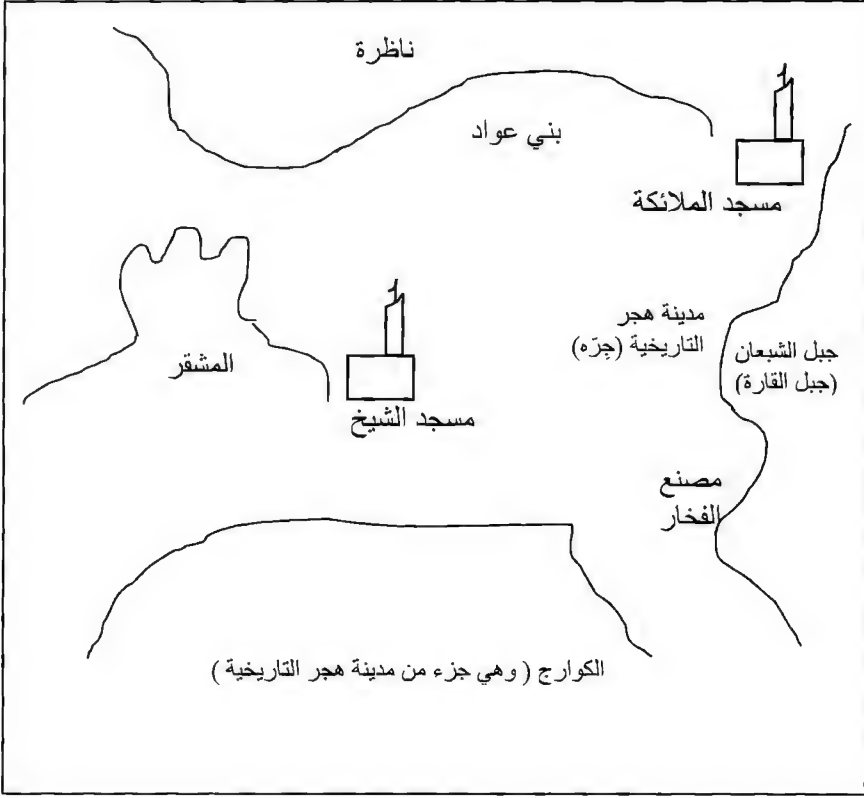 ناظرة
بني عواد
مسجد الملائكة
مدينة هجر
التاريخية (جِرّه)
جبل الشبعان
(جبل القارة)
المشقر
مسجد الشيخ
مصنع
الفخار
الكوارج ( وهي جزء من مدينة هجر التاريخية )